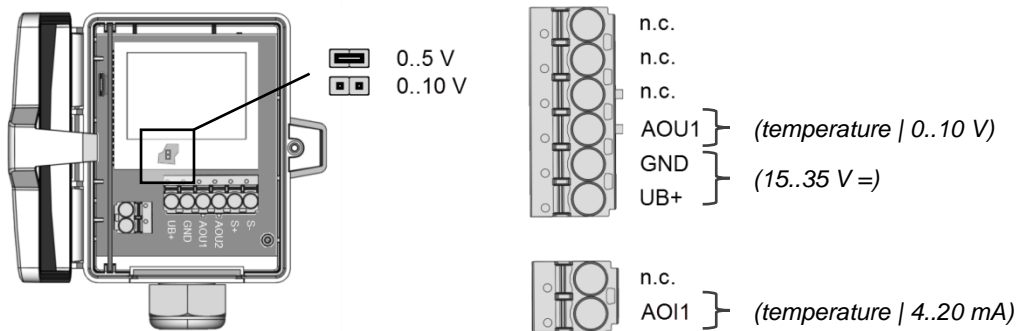 0..5 V
0..10 V
UB+
GND
AOU1
AOU2
S+
S-
n.c.
n.c.
n.c.
AOU1 (temperature | 0..10 V)
GND
(15..35 V =)
UB+
n.c.
AOI1 (temperature | 4..20 mA)